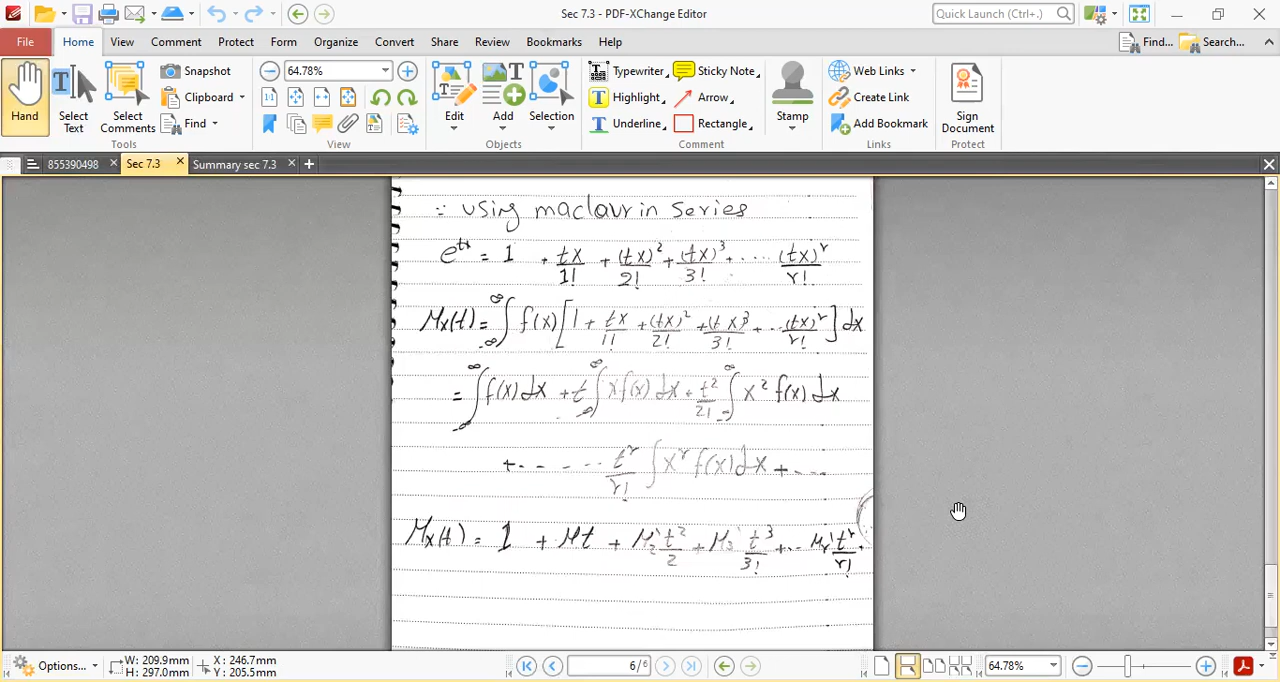 Sec 7.3 - PDF-XChange Editor
Quick Launch (Ctrl+.)
File Home View Comment Protect Form Organize Convert Share Review Bookmarks Help Find... Search...
Hand
Select Text
Select Comments
Snapshot
Clipboard
Find
Tools
64.78%
View
Edit
Add
Selection
Objects
Typewriter
Highlight
Underline
Sticky Note
Arrow
Rectangle
Stamp
Comment
Web Links
Create Link
Add Bookmark
Links
Sign Document
Protect
855390498 Sec 7.3 Summary sec 7.3
∵ using maclaurin series
e^tx = 1 + tx/1! + (tx)^2/2! + (tx)^3/3! + .... (tx)^r/r!
Mx(t) = ∫_-∞^∞ f(x) [1 + tx/1! + (tx)^2/2! + (tx)^3/3! + ... (tx)^r/r!] dx
= ∫_-∞^∞ f(x) dx + t ∫_-∞^∞ x f(x) dx + t^2/2! ∫_-∞^∞ x^2 f(x) dx
+ - - - - - t^r/r! ∫ x^r f(x) dx + ....
Mx(t) = 1 + μt + μ2' t^2/2 + μ3' t^3/3! + .. μr' t^r/r! .
Options...
W: 209.9mm
H: 297.0mm
X: 246.7mm
Y: 205.5mm
6/6
64.78%